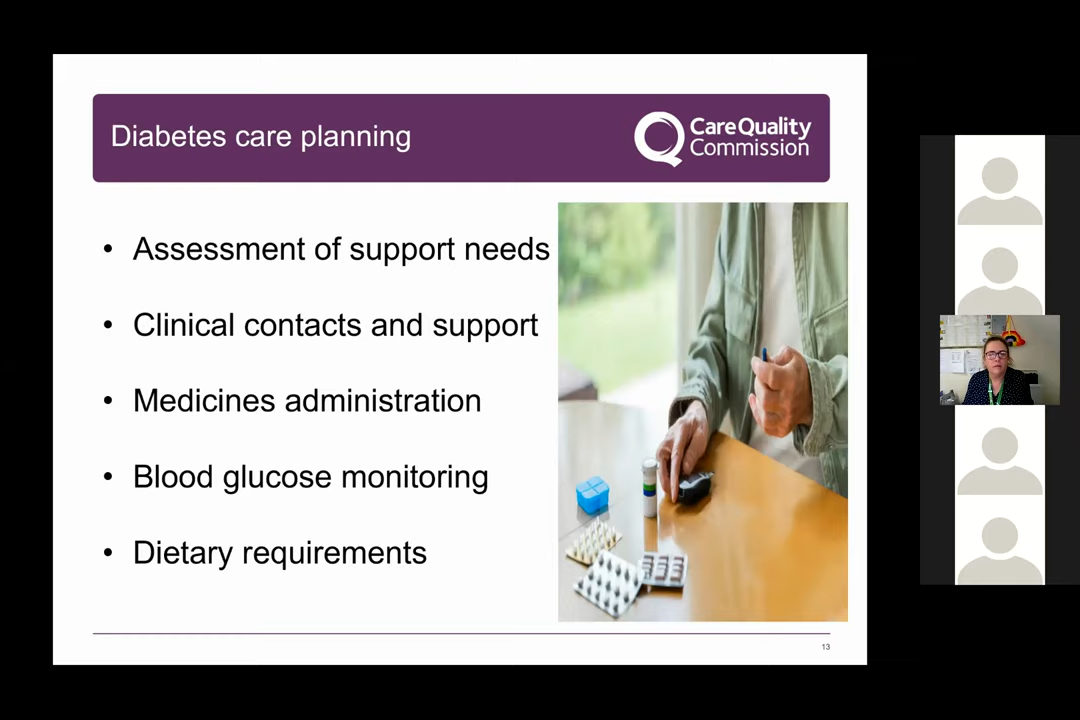 Diabetes care planning
CareQuality
Commission
• Assessment of support needs
• Clinical contacts and support
• Medicines administration
• Blood glucose monitoring
• Dietary requirements
13